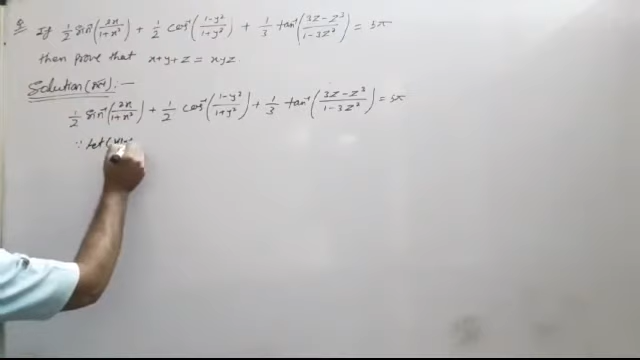 Q. If 1/2 sin⁻¹(2x/(1+x²)) + 1/2 cos⁻¹((1-y²)/(1+y²)) + 1/3 tan⁻¹((3z-z³)/(1-3z²)) = 5π
then prove that x+y+z = xyz.
Solution
1/2 sin⁻¹(2x/(1+x²)) + 1/2 cos⁻¹((1-y²)/(1+y²)) + 1/3 tan⁻¹((3z-z³)/(1-3z²)) = 5π
∵ Let